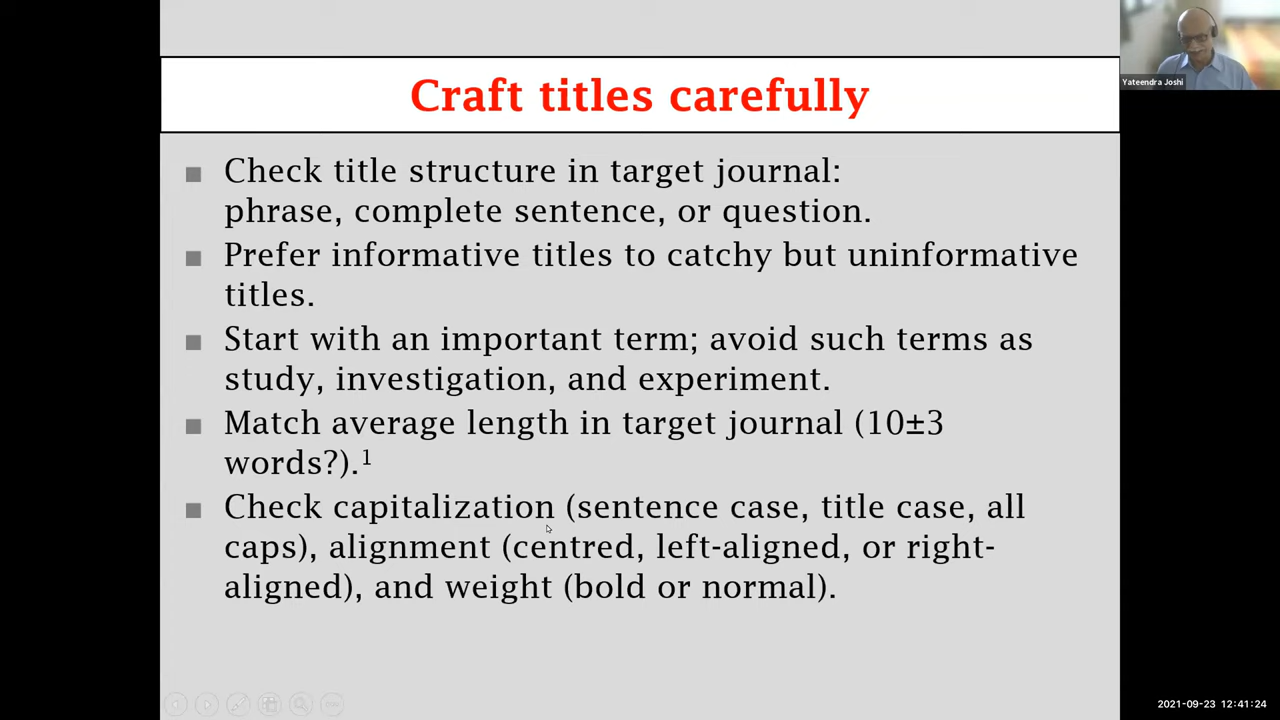 Craft titles carefully
Yateendra Joshi
■ Check title structure in target journal:
phrase, complete sentence, or question.
■ Prefer informative titles to catchy but uninformative
titles.
■ Start with an important term; avoid such terms as
study, investigation, and experiment.
■ Match average length in target journal (10±3
words?).¹
■ Check capitalization (sentence case, title case, all
caps), alignment (centred, left-aligned, or right-
aligned), and weight (bold or normal).
2021-09-23 12:41:24